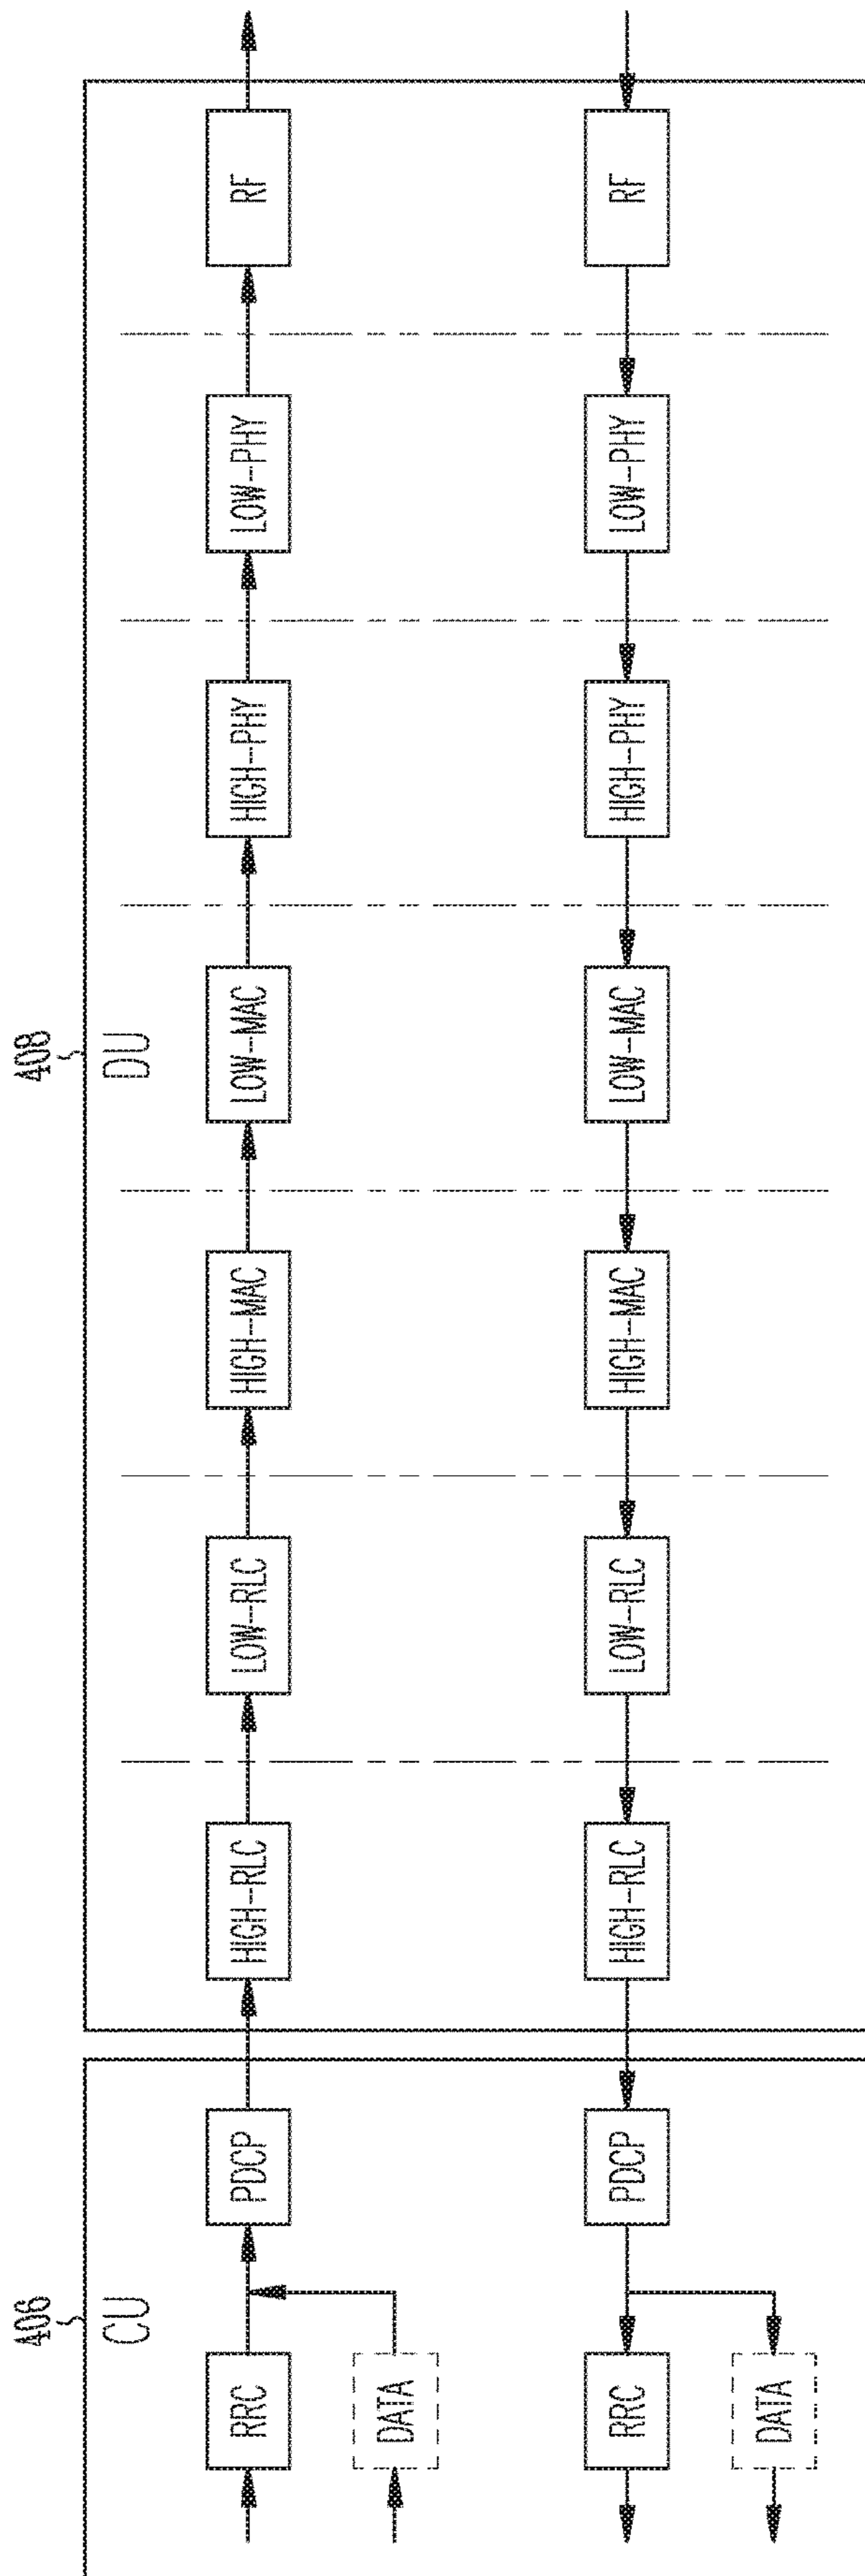 406
CU
408
DU
RRC
PDCP
HIGH-RLC
LOW-RLC
HIGH-MAC
LOW-MAC
HIGH-PHY
LOW-PHY
RF
DATA
RRC
PDCP
HIGH-RLC
LOW-RLC
HIGH-MAC
LOW-MAC
HIGH-PHY
LOW-PHY
RF
DATA